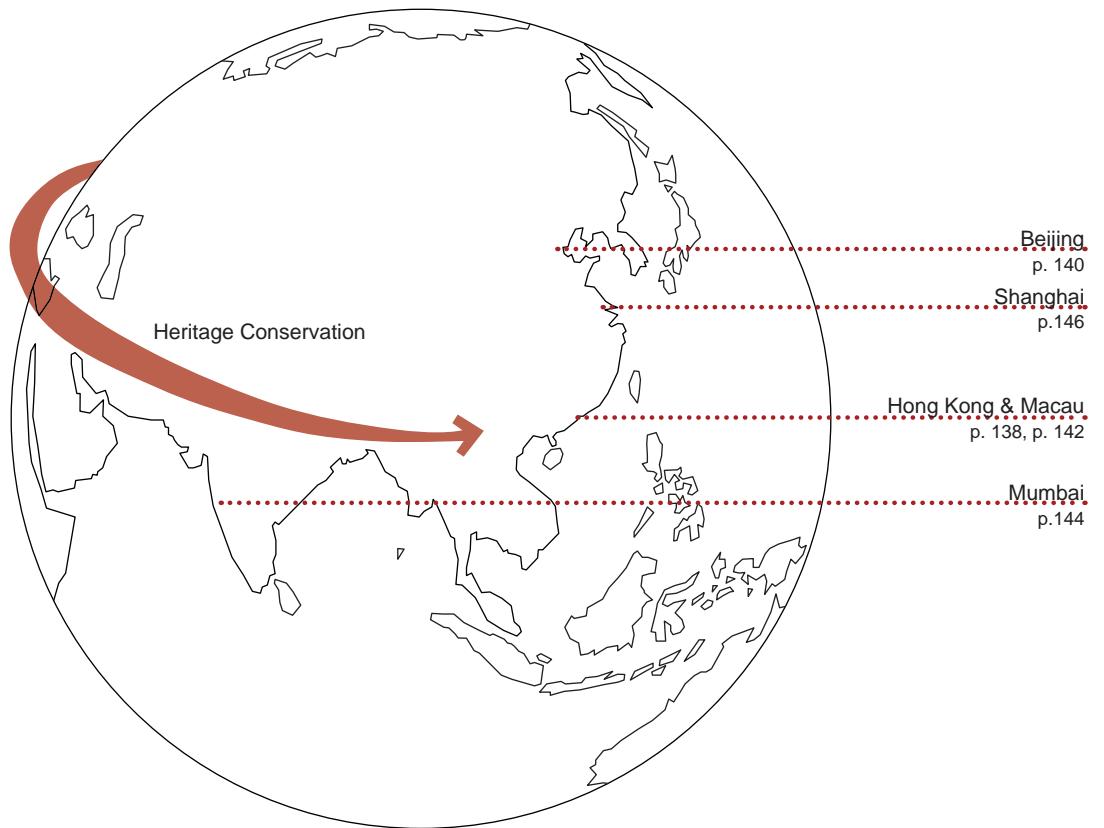 Beijing
p. 140
Shanghai
p.146
Heritage Conservation
Hong Kong & Macau
p. 138, p. 142
Mumbai
p.144